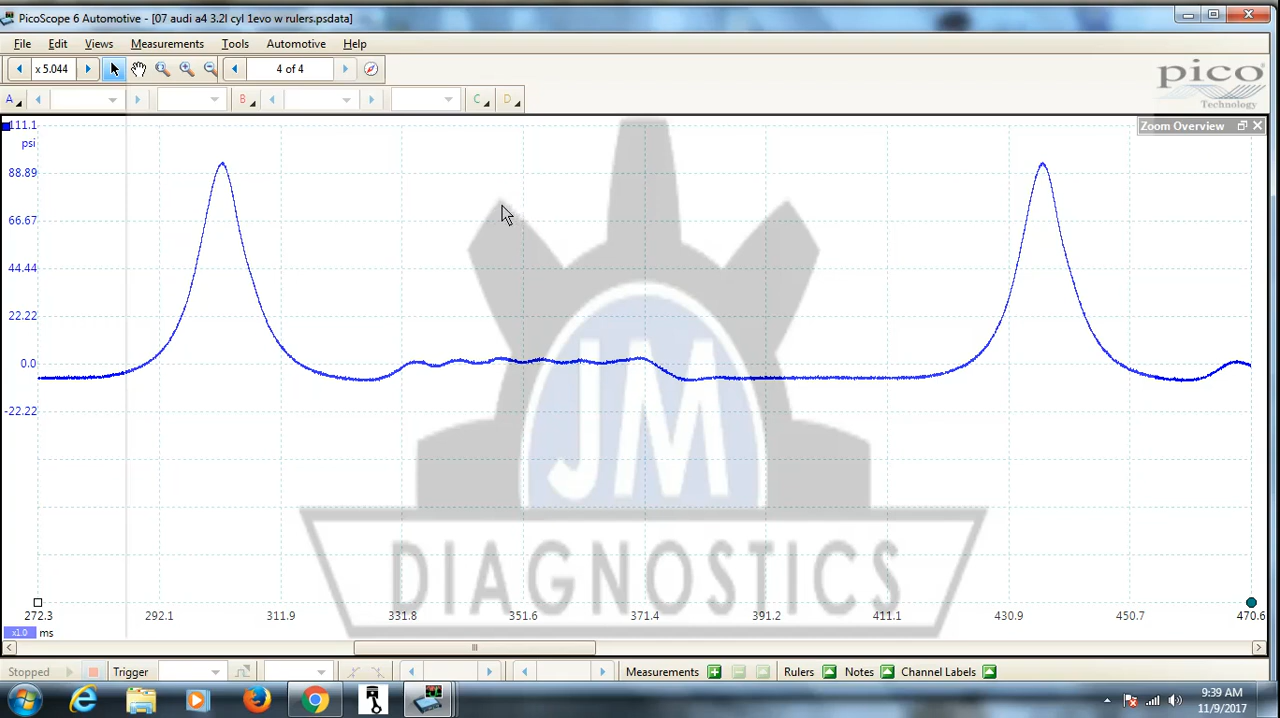 PicoScope 6 Automotive - [07 audi a4 3.2l cyl 1evo w rulers.psdata]
File Edit Views Measurements Tools Automotive Help
x 5.044 4 of 4
pico
Technology
A B C D
111.1
psi
Zoom Overview
88.89
66.67
44.44
22.22
0.0
-22.22
JM
DIAGNOSTICS
272.3 292.1 311.9 331.8 351.6 371.4 391.2 411.1 430.9 450.7 470.6
x1.0 ms
Stopped Trigger Measurements Rulers Notes Channel Labels
9:39 AM
11/9/2017